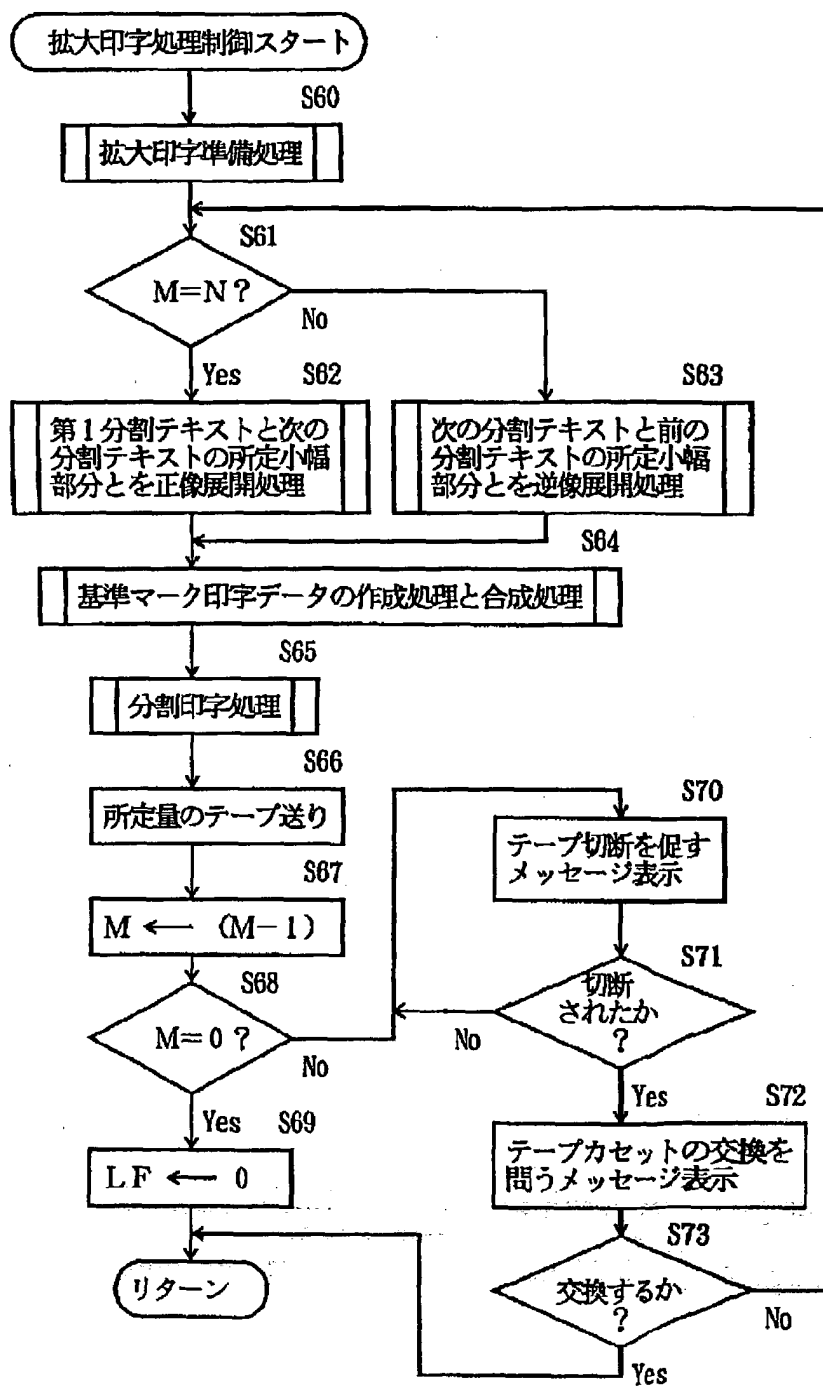 拡大印字処理制御スタート
S60
拡大印字準備処理
S61
M=N?
No
Yes
S62
第1分割テキストと次の
分割テキストの所定小幅
部分とを正像展開処理
S63
次の分割テキストと前の
分割テキストの所定小幅
部分とを逆像展開処理
S64
基準マーク印字データの作成処理と合成処理
S65
分割印字処理
S66
所定量のテープ送り
S67
M ← (M-1)
S68
M=0?
No
Yes
S69
LF ← 0
リターン
S70
テープ切断を促す
メッセージ表示
S71
切断
されたか
?
No
Yes
S72
テープカセットの交換を
問うメッセージ表示
S73
交換するか
?
No
Yes